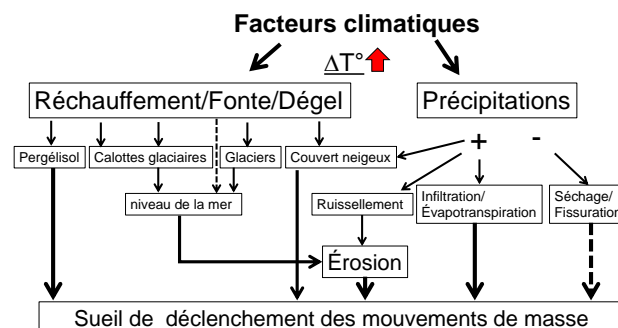 Facteurs climatiques
ΔT°
Réchauffement/Fonte/Dégel
Précipitations
+ -
Pergélisol
Calottes glaciaires
Glaciers
Couvert neigeux
niveau de la mer
Ruissellement
Infiltration/
Évapotranspiration
Séchage/
Fissuration
Érosion
Sueil de déclenchement des mouvements de masse